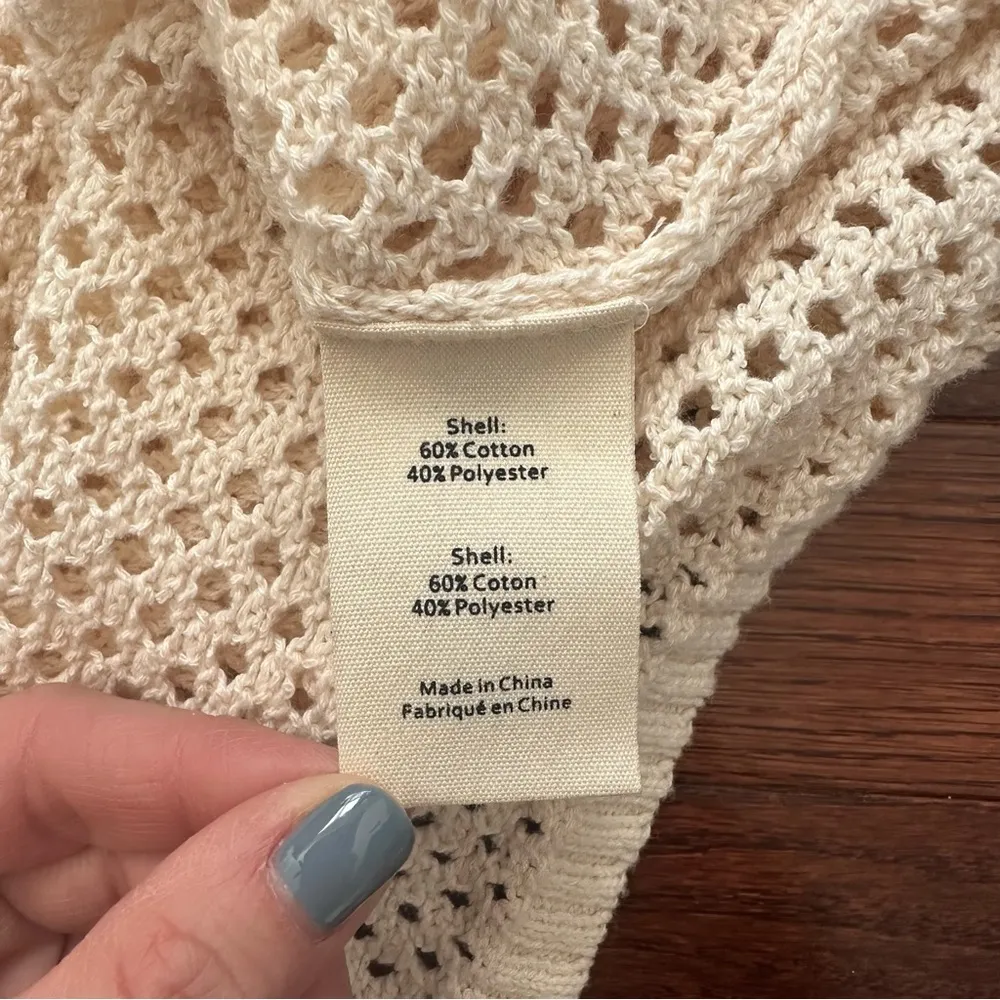 Shell:
60% Cotton
40% Polyester
Shell:
60% Coton
40% Polyester
Made in China
Fabriqué en Chine